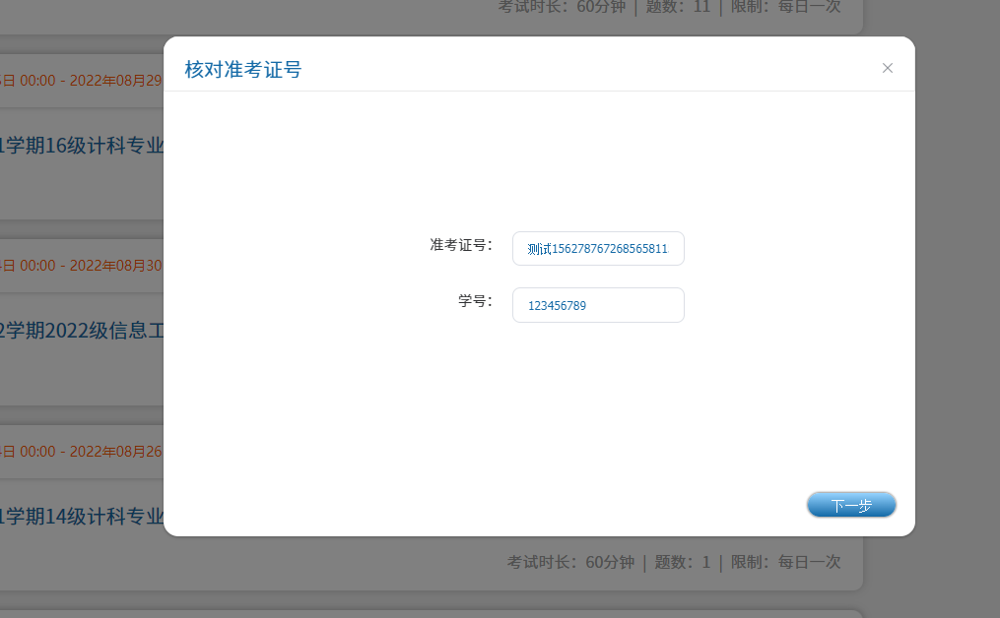 考试时长：60分钟 | 题数：11 | 限制：每日一次
核对准考证号
日 00:00 - 2022年08月29
1学期16级计科专业
准考证号：
测试156278767268565811
日 00:00 - 2022年08月30
学号：
123456789
2学期2022级信息工
日 00:00 - 2022年08月26
下一步
1学期14级计科专业
考试时长：60分钟 | 题数：1 | 限制：每日一次